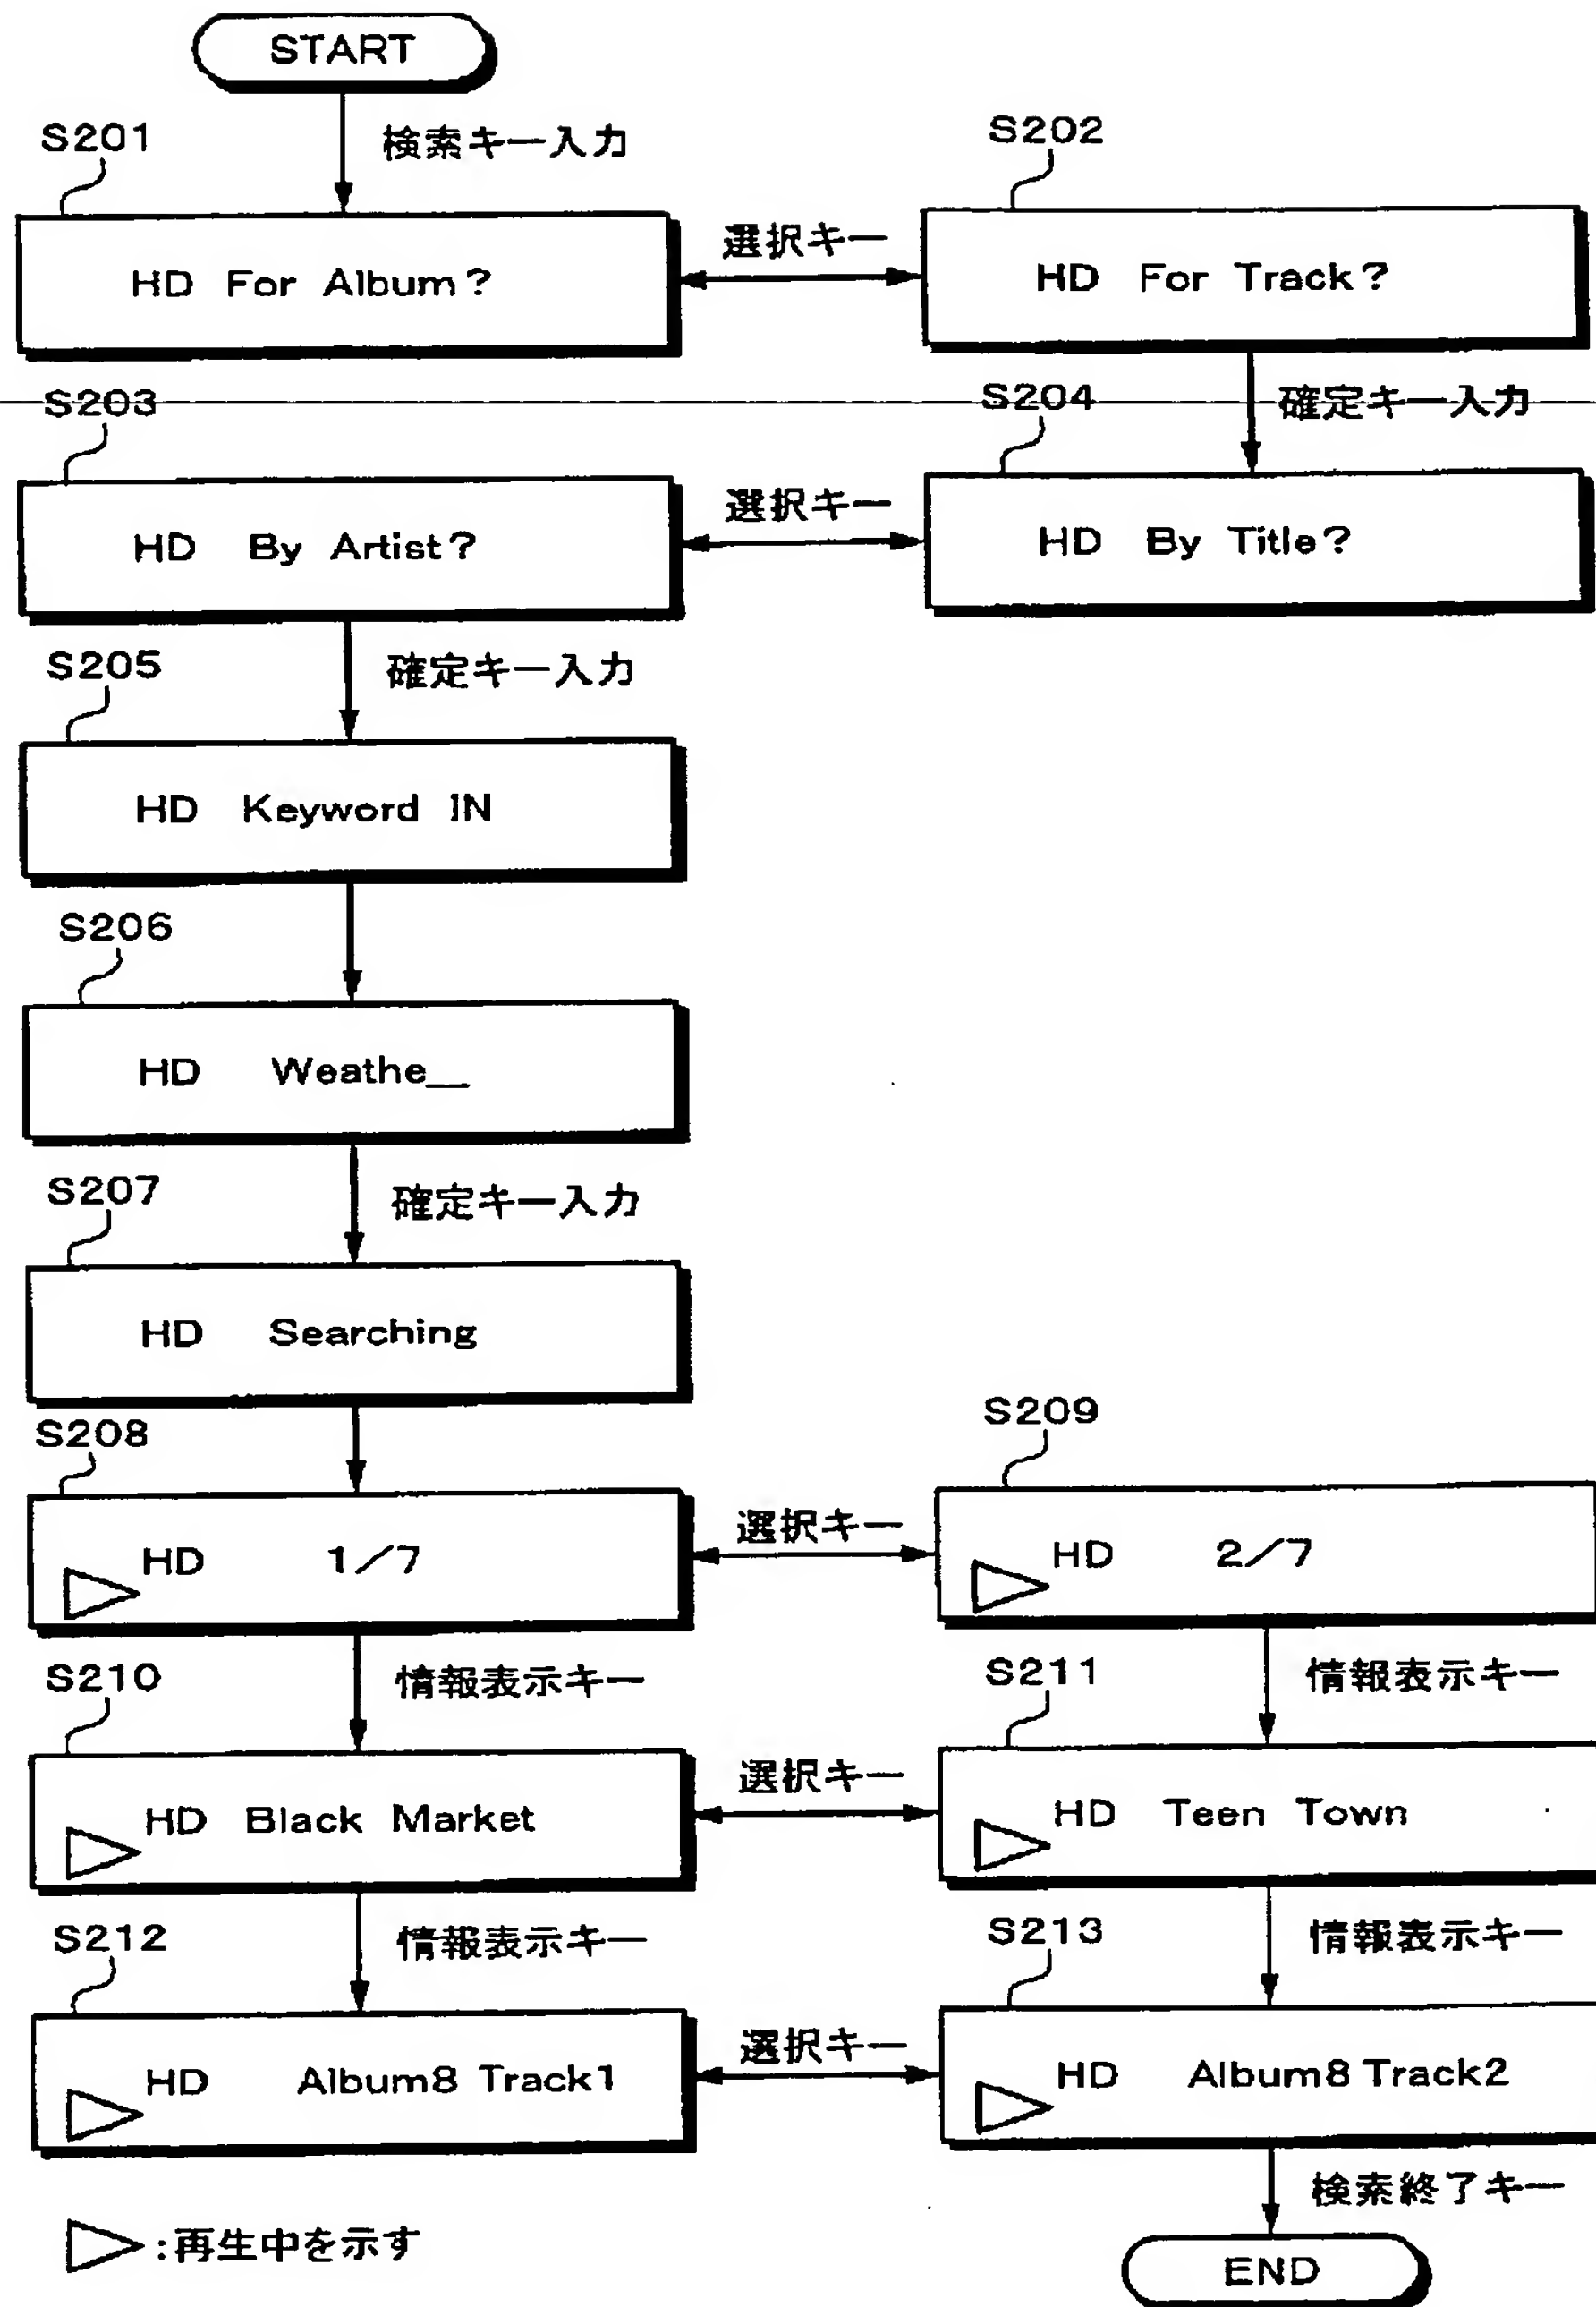 START
検索キー入力
S201
S202
HD For Album?
選択キー
HD For Track?
確定キー入力
S203
S204
HD By Artist?
選択キー
HD By Title?
確定キー入力
S205
HD Keyword IN
S206
HD Weathe__
確定キー入力
S207
HD Searching
S208
S209
HD 1/7
選択キー
HD 2/7
情報表示キー
情報表示キー
S210
S211
HD Black Market
選択キー
HD Teen Town
情報表示キー
情報表示キー
S212
S213
HD Album8 Track1
選択キー
HD Album8 Track2
検索終了キー
:再生中を示す
END